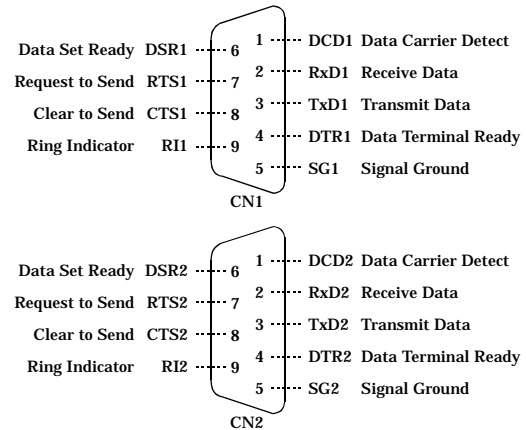 1 DCD1 Data Carrier Detect
Data Set Ready DSR1 6
2 RxD1 Receive Data
Request to Send RTS1 7
3 TxD1 Transmit Data
Clear to Send CTS1 8
4 DTR1 Data Terminal Ready
Ring Indicator RI1 9
5 SG1 Signal Ground
CN1
1 DCD2 Data Carrier Detect
Data Set Ready DSR2 6
2 RxD2 Receive Data
Request to Send RTS2 7
3 TxD2 Transmit Data
Clear to Send CTS2 8
4 DTR2 Data Terminal Ready
Ring Indicator RI2 9
5 SG2 Signal Ground
CN2